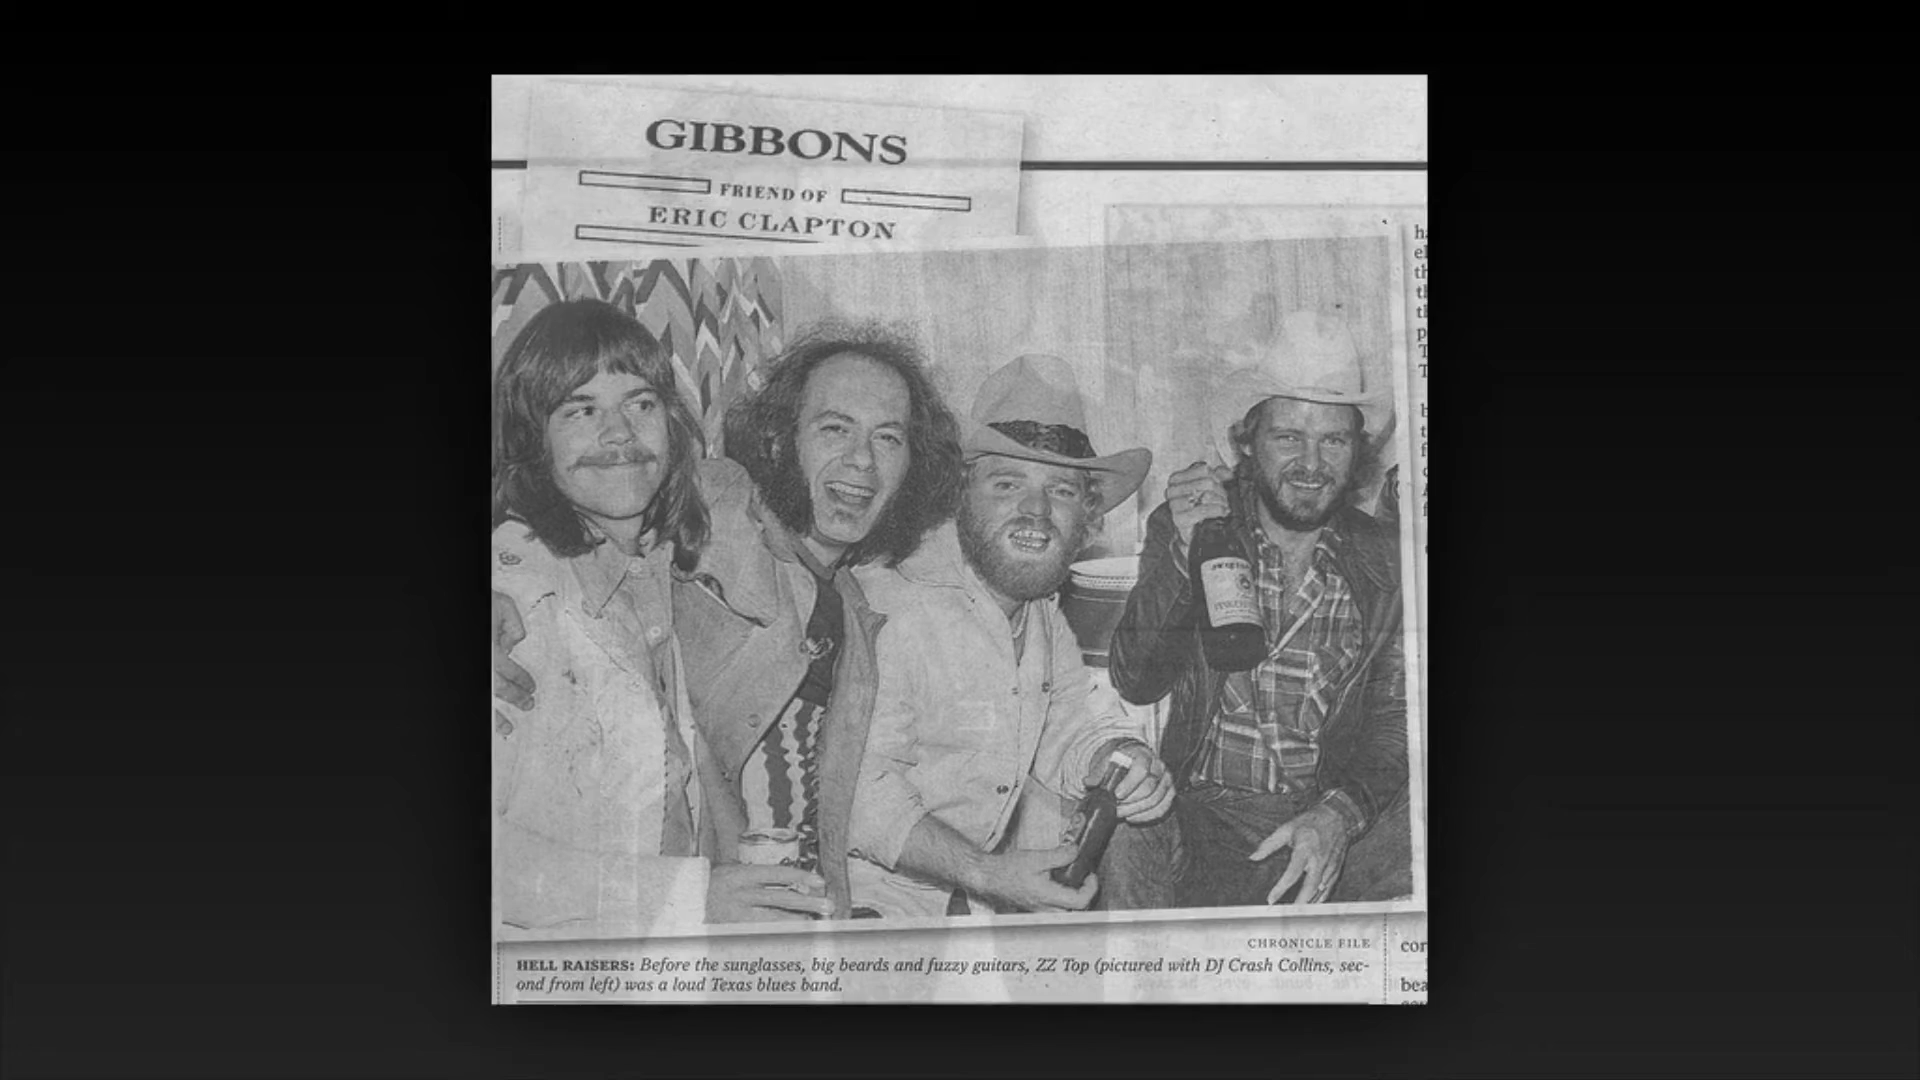 GIBBONS
FRIEND OF
ERIC CLAPTON
CHRONICLE FILE
HELL RAISERS: Before the sunglasses, big beards and fuzzy guitars, ZZ Top (pictured with DJ Crash Collins, sec-
ond from left) was a loud Texas blues band.